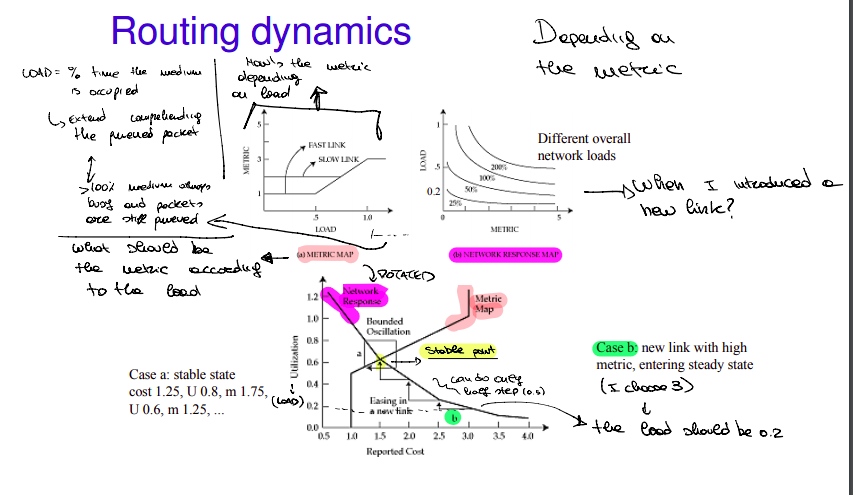 Routing dynamics
Depending on
the metric
LOAD = % time the medium
is occupied
↳ Extend comprehending
the queued packet
>100% medium always
busy and packets
are still queued
How's the metric
depending
on load
METRIC
5
3
1
FAST LINK
SLOW LINK
.5
1.0
LOAD
LOAD
1
.5
0.2
200%
100%
50%
25%
0
5
METRIC
Different overall
network loads
When I introduced a
new link?
What should be
the metric according
to the load
(a) METRIC MAP
(b) NETWORK RESPONSE MAP
ROTATED
Network
Response
Metric
Map
Bounded
Oscillation
a
Stable point
can do only
half step (0.5)
Easing in
a new link
b
Utilization
(LOAD)
1.2
1.0
0.8
0.6
0.4
0.2
0.0
0.5 1.0 1.5 2.0 2.5 3.0 3.5 4.0
Reported Cost
Case a: stable state
cost 1.25, U 0.8, m 1.75,
U 0.6, m 1.25, ...
Case b: new link with high
metric, entering steady state
(I choose 3)
the load should be 0.2